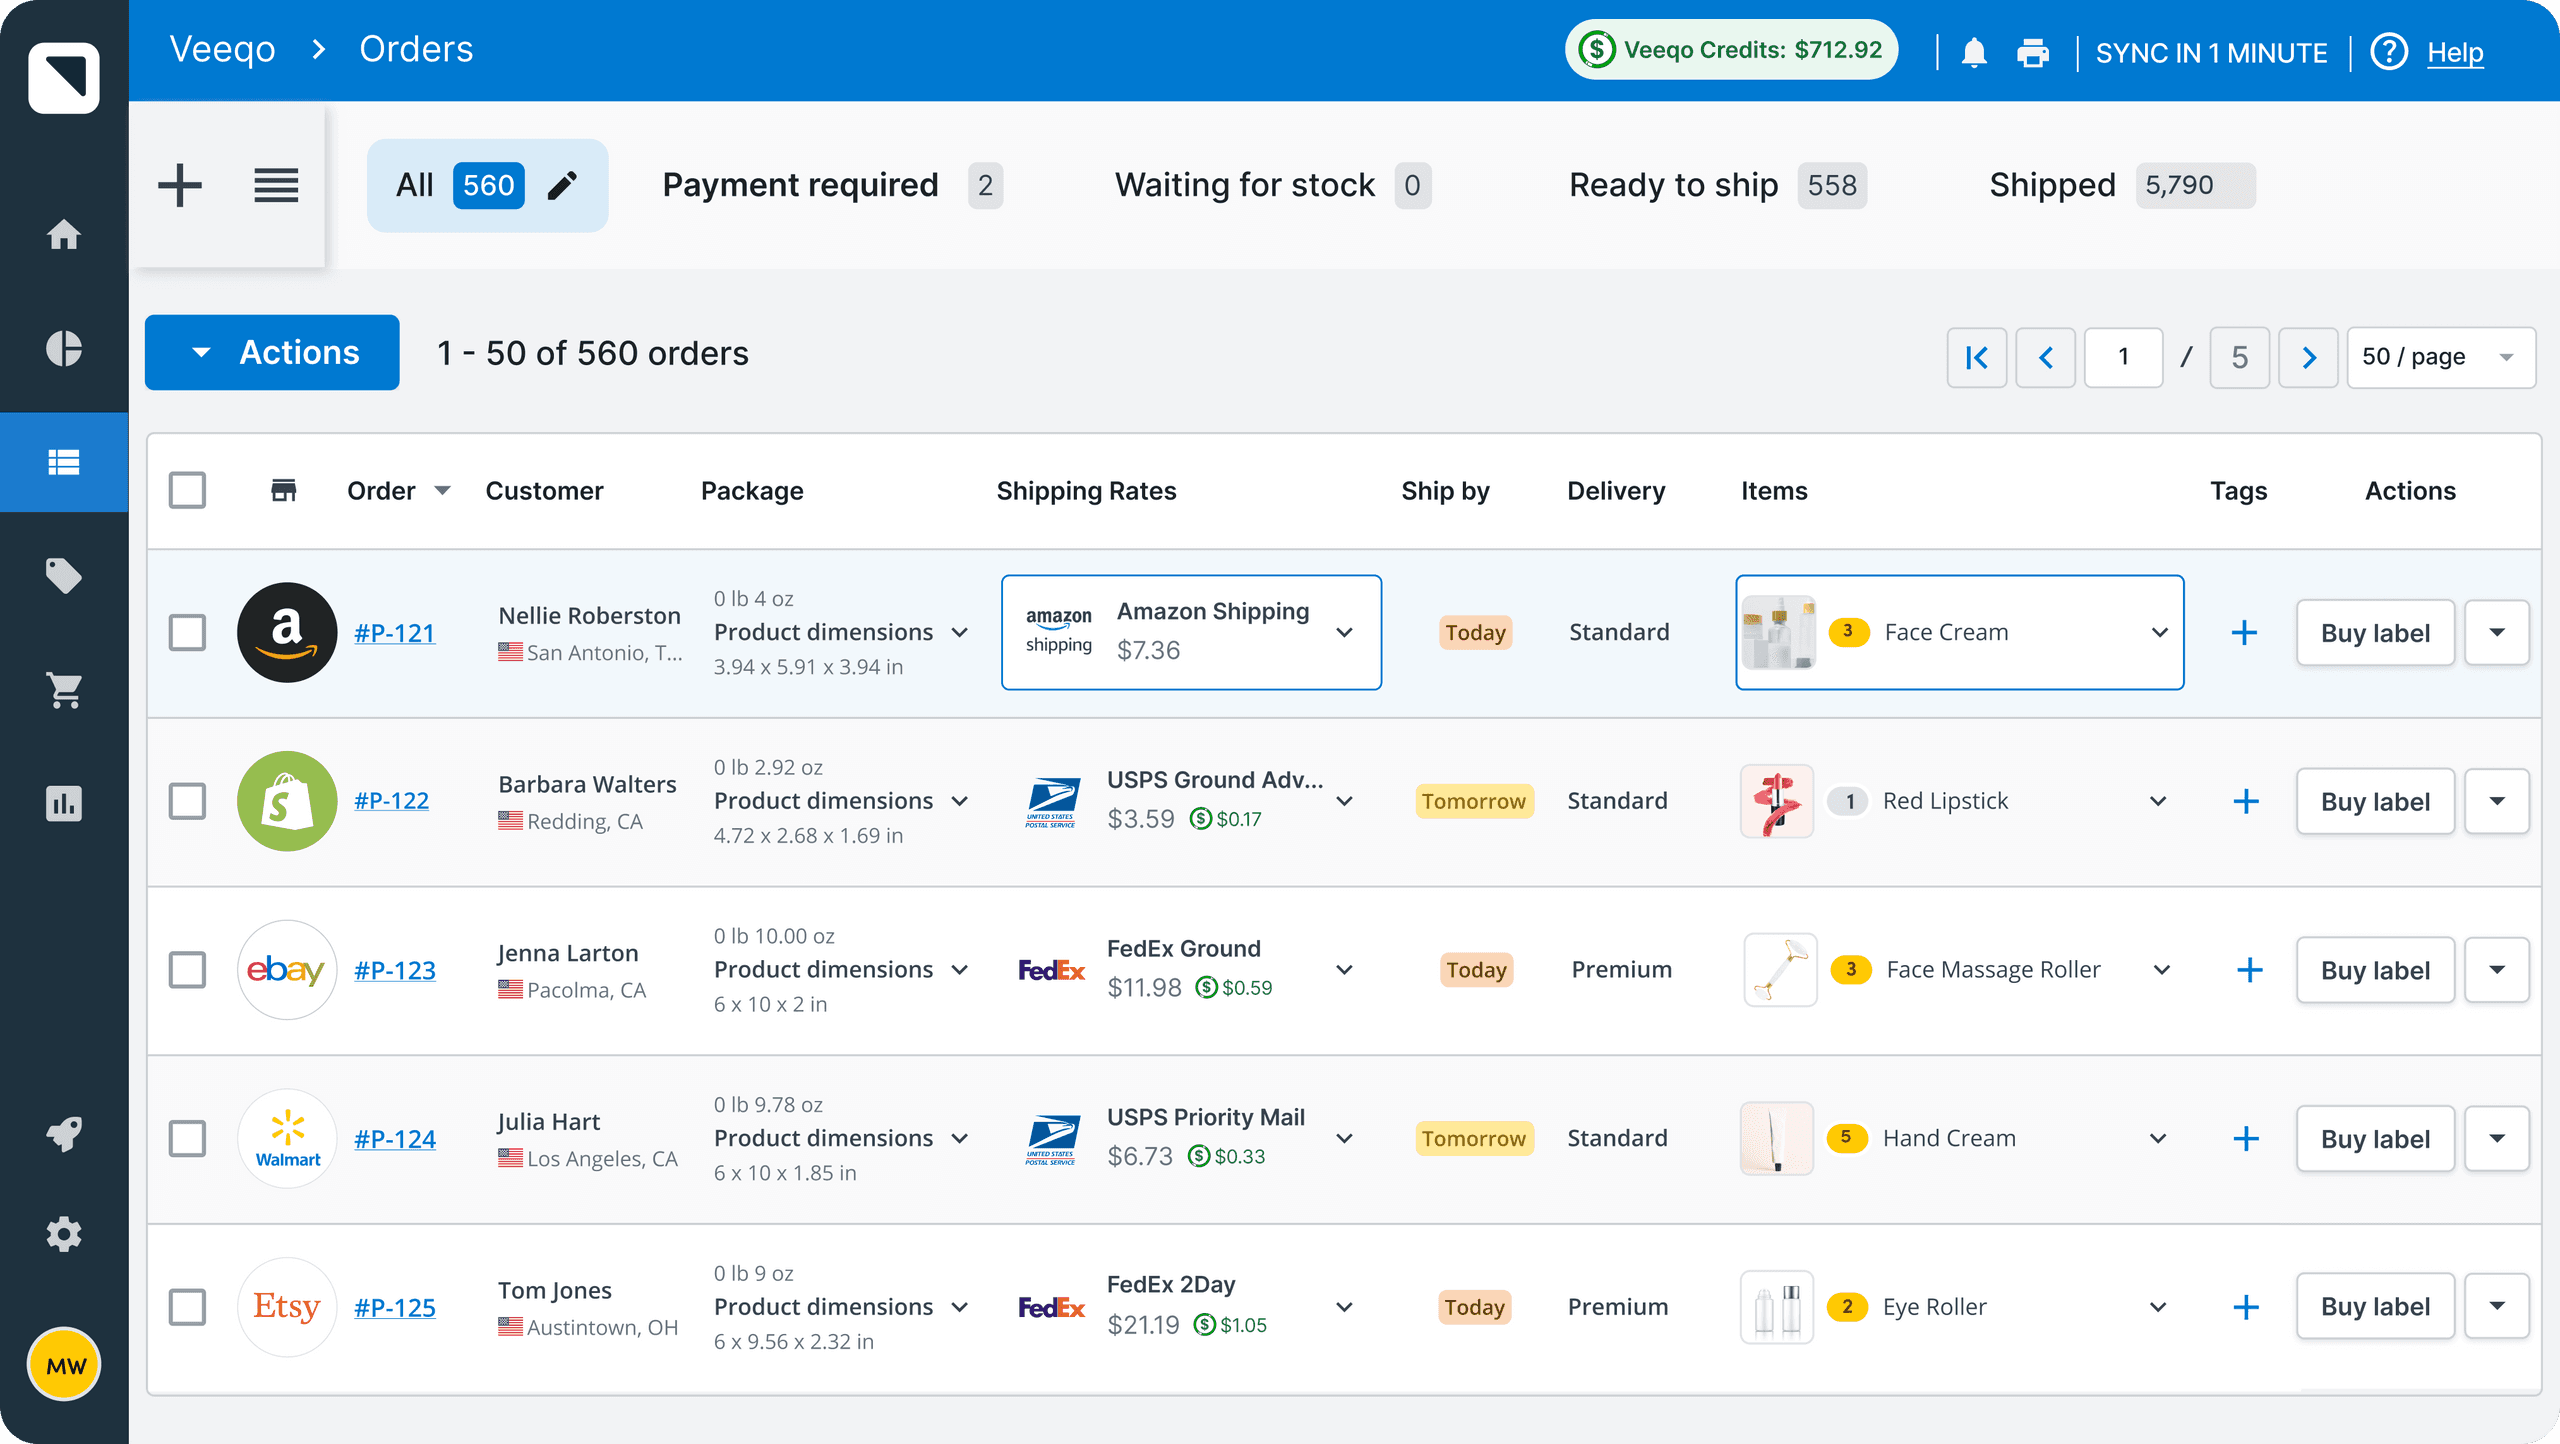 Veeqo > Orders
Veeqo Credits: $712.92
SYNC IN 1 MINUTE
Help
All 560
Payment required 2
Waiting for stock 0
Ready to ship 558
Shipped 5,790
Actions
1 - 50 of 560 orders
1 / 5
50 / page
Order Customer Package Shipping Rates Ship by Delivery Items Tags Actions
a
#P-121
Nellie Roberston
San Antonio, T...
0 lb 4 oz
Product dimensions
3.94 x 5.91 x 3.94 in
amazon
shipping
Amazon Shipping
$7.36
Today
Standard
3 Face Cream
Buy label
#P-122
Barbara Walters
Redding, CA
0 lb 2.92 oz
Product dimensions
4.72 x 2.68 x 1.69 in
UNITED STATES
POSTAL SERVICE
USPS Ground Adv...
$3.59 $0.17
Tomorrow
Standard
1 Red Lipstick
Buy label
ebay
#P-123
Jenna Larton
Pacolma, CA
0 lb 10.00 oz
Product dimensions
6 x 10 x 2 in
FedEx
FedEx Ground
$11.98 $0.59
Today
Premium
3 Face Massage Roller
Buy label
Walmart
#P-124
Julia Hart
Los Angeles, CA
0 lb 9.78 oz
Product dimensions
6 x 10 x 1.85 in
UNITED STATES
POSTAL SERVICE
USPS Priority Mail
$6.73 $0.33
Tomorrow
Standard
5 Hand Cream
Buy label
Etsy
#P-125
Tom Jones
Austintown, OH
0 lb 9 oz
Product dimensions
6 x 9.56 x 2.32 in
FedEx
FedEx 2Day
$21.19 $1.05
Today
Premium
2 Eye Roller
Buy label
MW